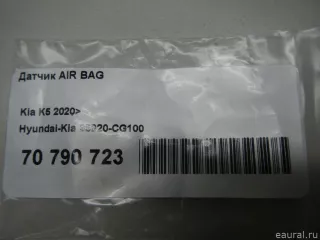 Датчик AIR BAG
Kia K5 2020>
Hyundai-Kia
70 790 723
eaural.ru